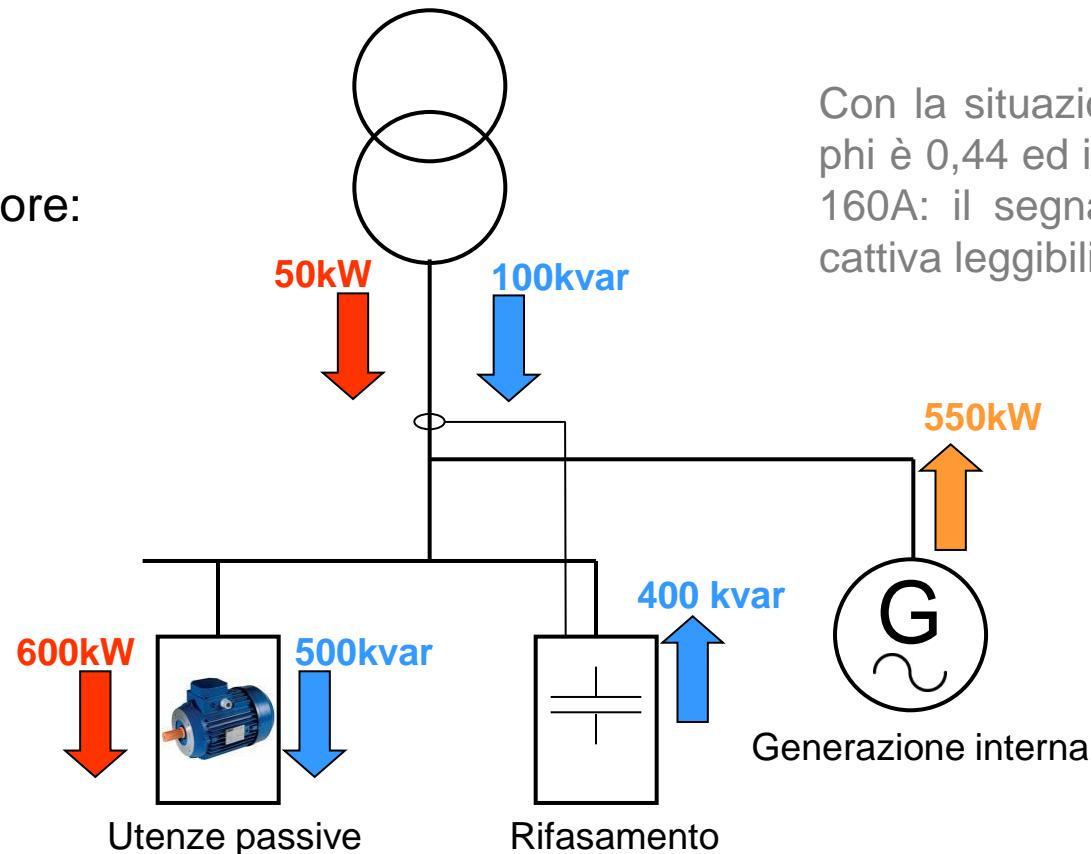 Con la situazi
phi è 0,44 ed i
160A: il segna
cattiva leggibili
ore:
50kW
100kvar
550kW
400 kvar
G
600kW
500kvar
Generazione interna
Utenze passive
Rifasamento